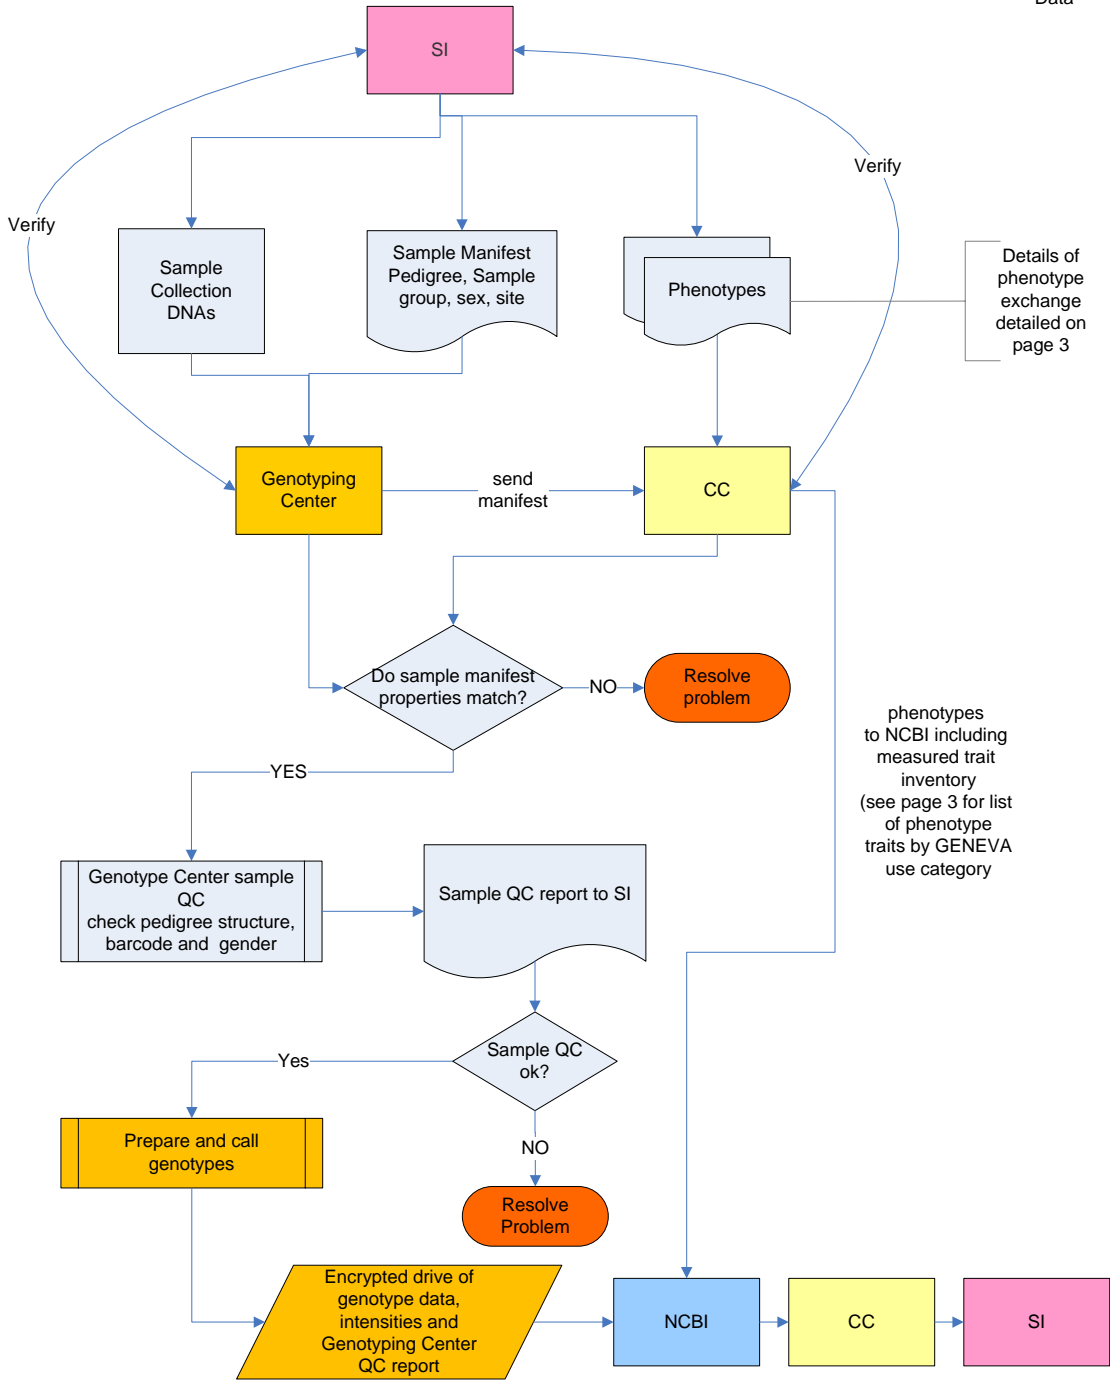 Data
SI
Verify
Verify
Sample
Collection
DNAs
Sample Manifest
Pedigree, Sample
group, sex, site
Phenotypes
Details of
phenotype
exchange
detailed on
page 3
Genotyping
Center
send
manifest
CC
Do sample manifest
properties match?
NO
Resolve
problem
phenotypes
to NCBI including
measured trait
inventory
(see page 3 for list
of phenotype
traits by GENEVA
use category
YES
Genotype Center sample
QC
check pedigree structure,
barcode and gender
Sample QC report to SI
Sample QC
ok?
Yes
NO
Prepare and call
genotypes
Resolve
Problem
Encrypted drive of
genotype data,
intensities and
Genotyping Center
QC report
NCBI
CC
SI